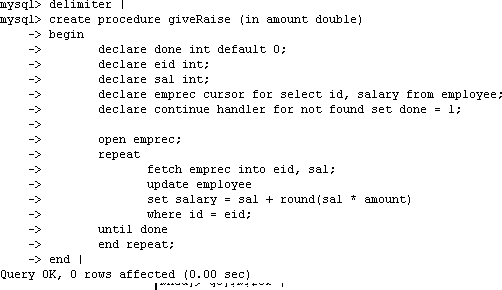 mysql> delimiter |
mysql> create procedure giveRaise (in amount double)
    -> begin
    ->         declare done int default 0;
    ->         declare eid int;
    ->         declare sal int;
    ->         declare emprec cursor for select id, salary from employee;
    ->         declare continue handler for not found set done = 1;
    ->
    ->         open emprec;
    ->         repeat
    ->                 fetch emprec into eid, sal;
    ->                 update employee
    ->                 set salary = sal + round(sal * amount)
    ->                 where id = eid;
    ->         until done
    ->         end repeat;
    -> end |
Query OK, 0 rows affected (0.00 sec)